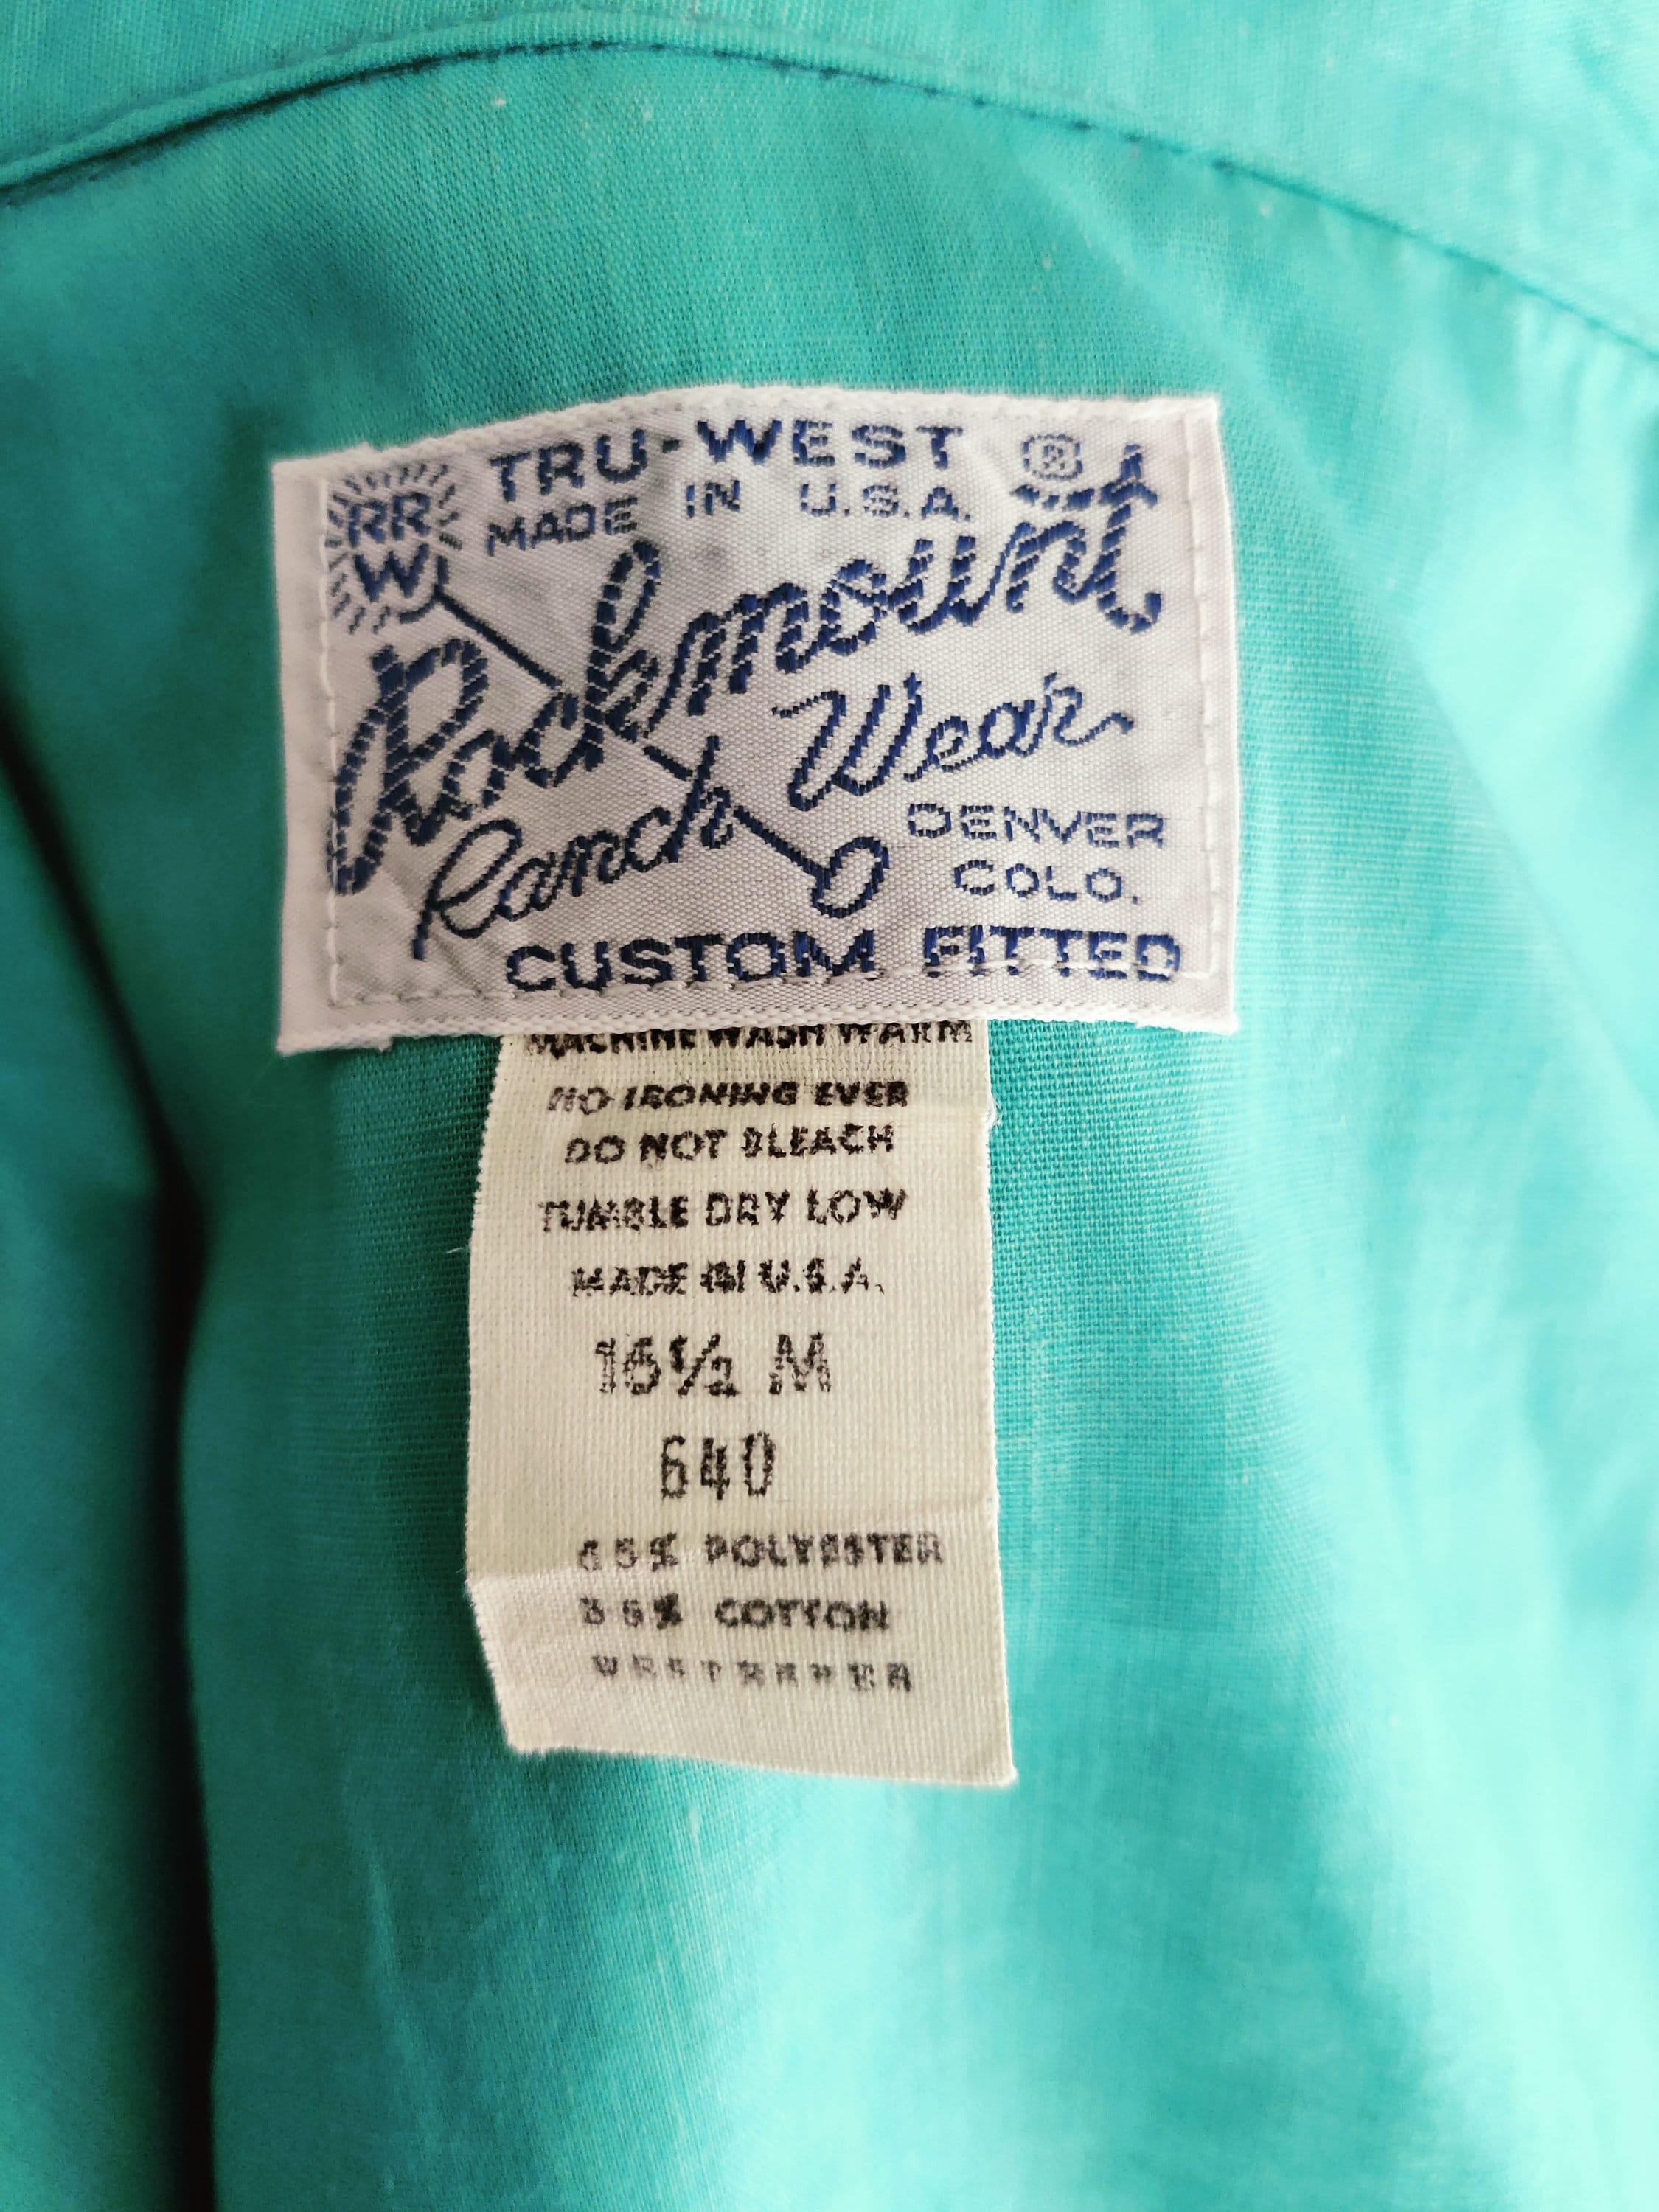 RR
W
TRU-WEST ®
MADE IN U.S.A.
Rockmount
Ranch Wear
DENVER
COLO.
CUSTOM FITTED
MACHINE WASH WARM
NO IRONING EVER
DO NOT BLEACH
TUMBLE DRY LOW
MADE IN U.S.A.
16½ M
640
65% POLYESTER
35% COTTON